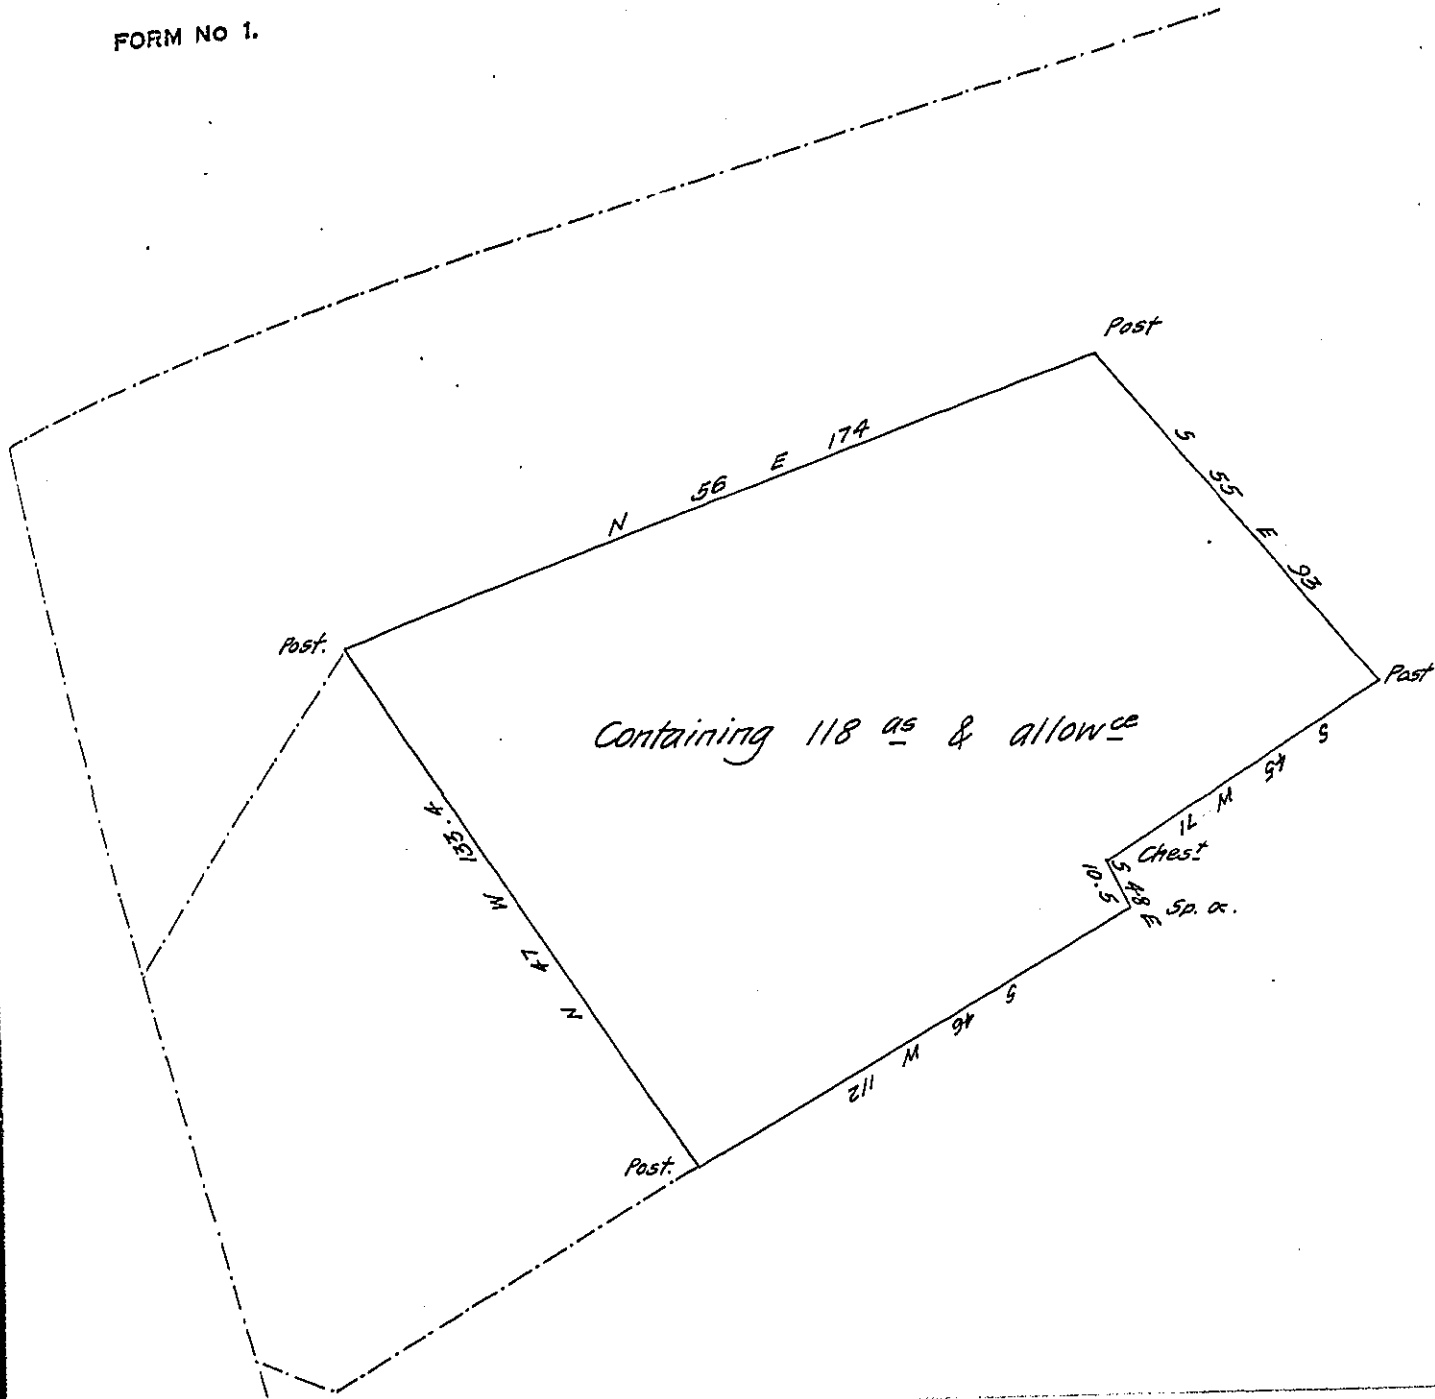 FORM No 1.
Post
N 56 E 174
S 55 E 93
Post.
Post
Containing 118 as & allowce
S 45 W 71
N 47 W 133.4
Chest
S 48 E
10.5
Sp. o.
S 46 W 112
Post.